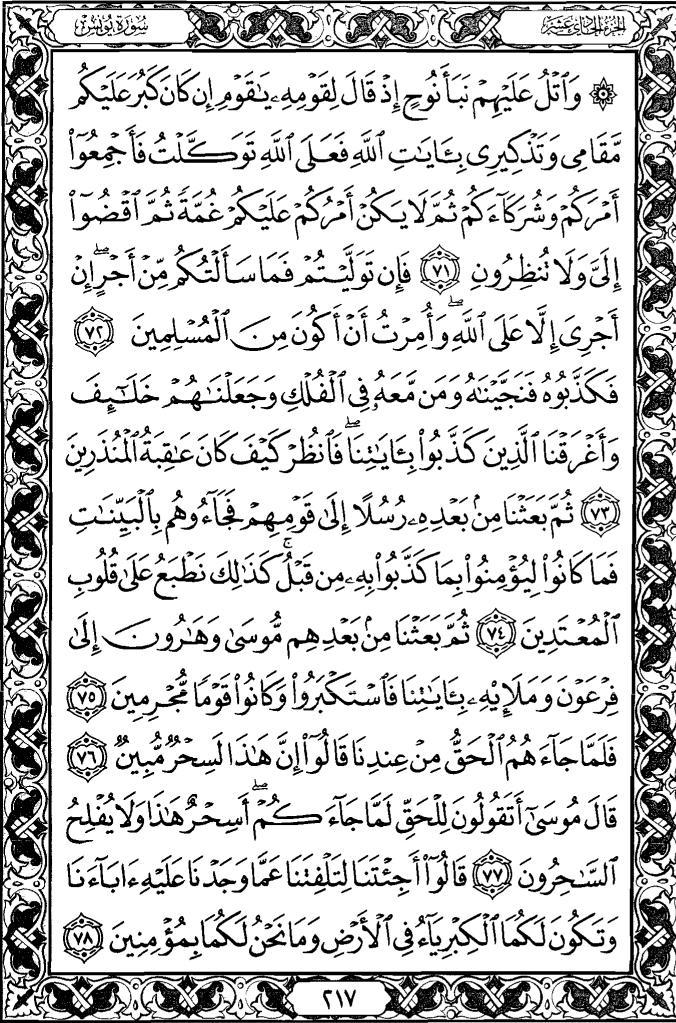 الجزء الحادي عشر
سورة يونس
۞ وَٱتۡلُ عَلَيۡهِمۡ نَبَأَ نُوحٍ إِذۡ قَالَ لِقَوۡمِهِۦ يَٰقَوۡمِ إِن كَانَ كَبُرَ عَلَيۡكُم
مَّقَامِي وَتَذۡكِيرِي بِـَٔايَٰتِ ٱللَّهِ فَعَلَى ٱللَّهِ تَوَكَّلۡتُ فَأَجۡمِعُوٓاْ
أَمۡرَكُمۡ وَشُرَكَآءَكُمۡ ثُمَّ لَا يَكُنۡ أَمۡرُكُمۡ عَلَيۡكُمۡ غُمَّةٗ ثُمَّ ٱقۡضُوٓاْ
إِلَيَّ وَلَا تُنظِرُونِ ٧١ فَإِن تَوَلَّيۡتُمۡ فَمَا سَأَلۡتُكُم مِّنۡ أَجۡرٍۖ إِنۡ
أَجۡرِيَ إِلَّا عَلَى ٱللَّهِۖ وَأُمِرۡتُ أَنۡ أَكُونَ مِنَ ٱلۡمُسۡلِمِينَ ٧٢
فَكَذَّبُوهُ فَنَجَّيۡنَٰهُ وَمَن مَّعَهُۥ فِي ٱلۡفُلۡكِ وَجَعَلۡنَٰهُمۡ خَلَٰٓئِفَ
وَأَغۡرَقۡنَا ٱلَّذِينَ كَذَّبُواْ بِـَٔايَٰتِنَاۖ فَٱنظُرۡ كَيۡفَ كَانَ عَٰقِبَةُ ٱلۡمُنذَرِينَ
٧٣ ثُمَّ بَعَثۡنَا مِنۢ بَعۡدِهِۦ رُسُلًا إِلَىٰ قَوۡمِهِمۡ فَجَآءُوهُم بِٱلۡبَيِّنَٰتِ
فَمَا كَانُواْ لِيُؤۡمِنُواْ بِمَا كَذَّبُواْ بِهِۦ مِن قَبۡلُۚ كَذَٰلِكَ نَطۡبَعُ عَلَىٰ قُلُوبِ
ٱلۡمُعۡتَدِينَ ٧٤ ثُمَّ بَعَثۡنَا مِنۢ بَعۡدِهِم مُّوسَىٰ وَهَٰرُونَ إِلَىٰ
فِرۡعَوۡنَ وَمَلَإِيْهِۦ بِـَٔايَٰتِنَا فَٱسۡتَكۡبَرُواْ وَكَانُواْ قَوۡمٗا مُّجۡرِمِينَ ٧٥
فَلَمَّا جَآءَهُمُ ٱلۡحَقُّ مِنۡ عِندِنَا قَالُوٓاْ إِنَّ هَٰذَا لَسِحۡرٞ مُّبِينٞ ٧٦
قَالَ مُوسَىٰٓ أَتَقُولُونَ لِلۡحَقِّ لَمَّا جَآءَكُمۡۖ أَسِحۡرٌ هَٰذَا وَلَا يُفۡلِحُ
ٱلسَّٰحِرُونَ ٧٧ قَالُوٓاْ أَجِئۡتَنَا لِتَلۡفِتَنَا عَمَّا وَجَدۡنَا عَلَيۡهِ ءَابَآءَنَا
وَتَكُونَ لَكُمَا ٱلۡكِبۡرِيَآءُ فِي ٱلۡأَرۡضِ وَمَا نَحۡنُ لَكُمَا بِمُؤۡمِنِينَ ٧٨
٢١٧